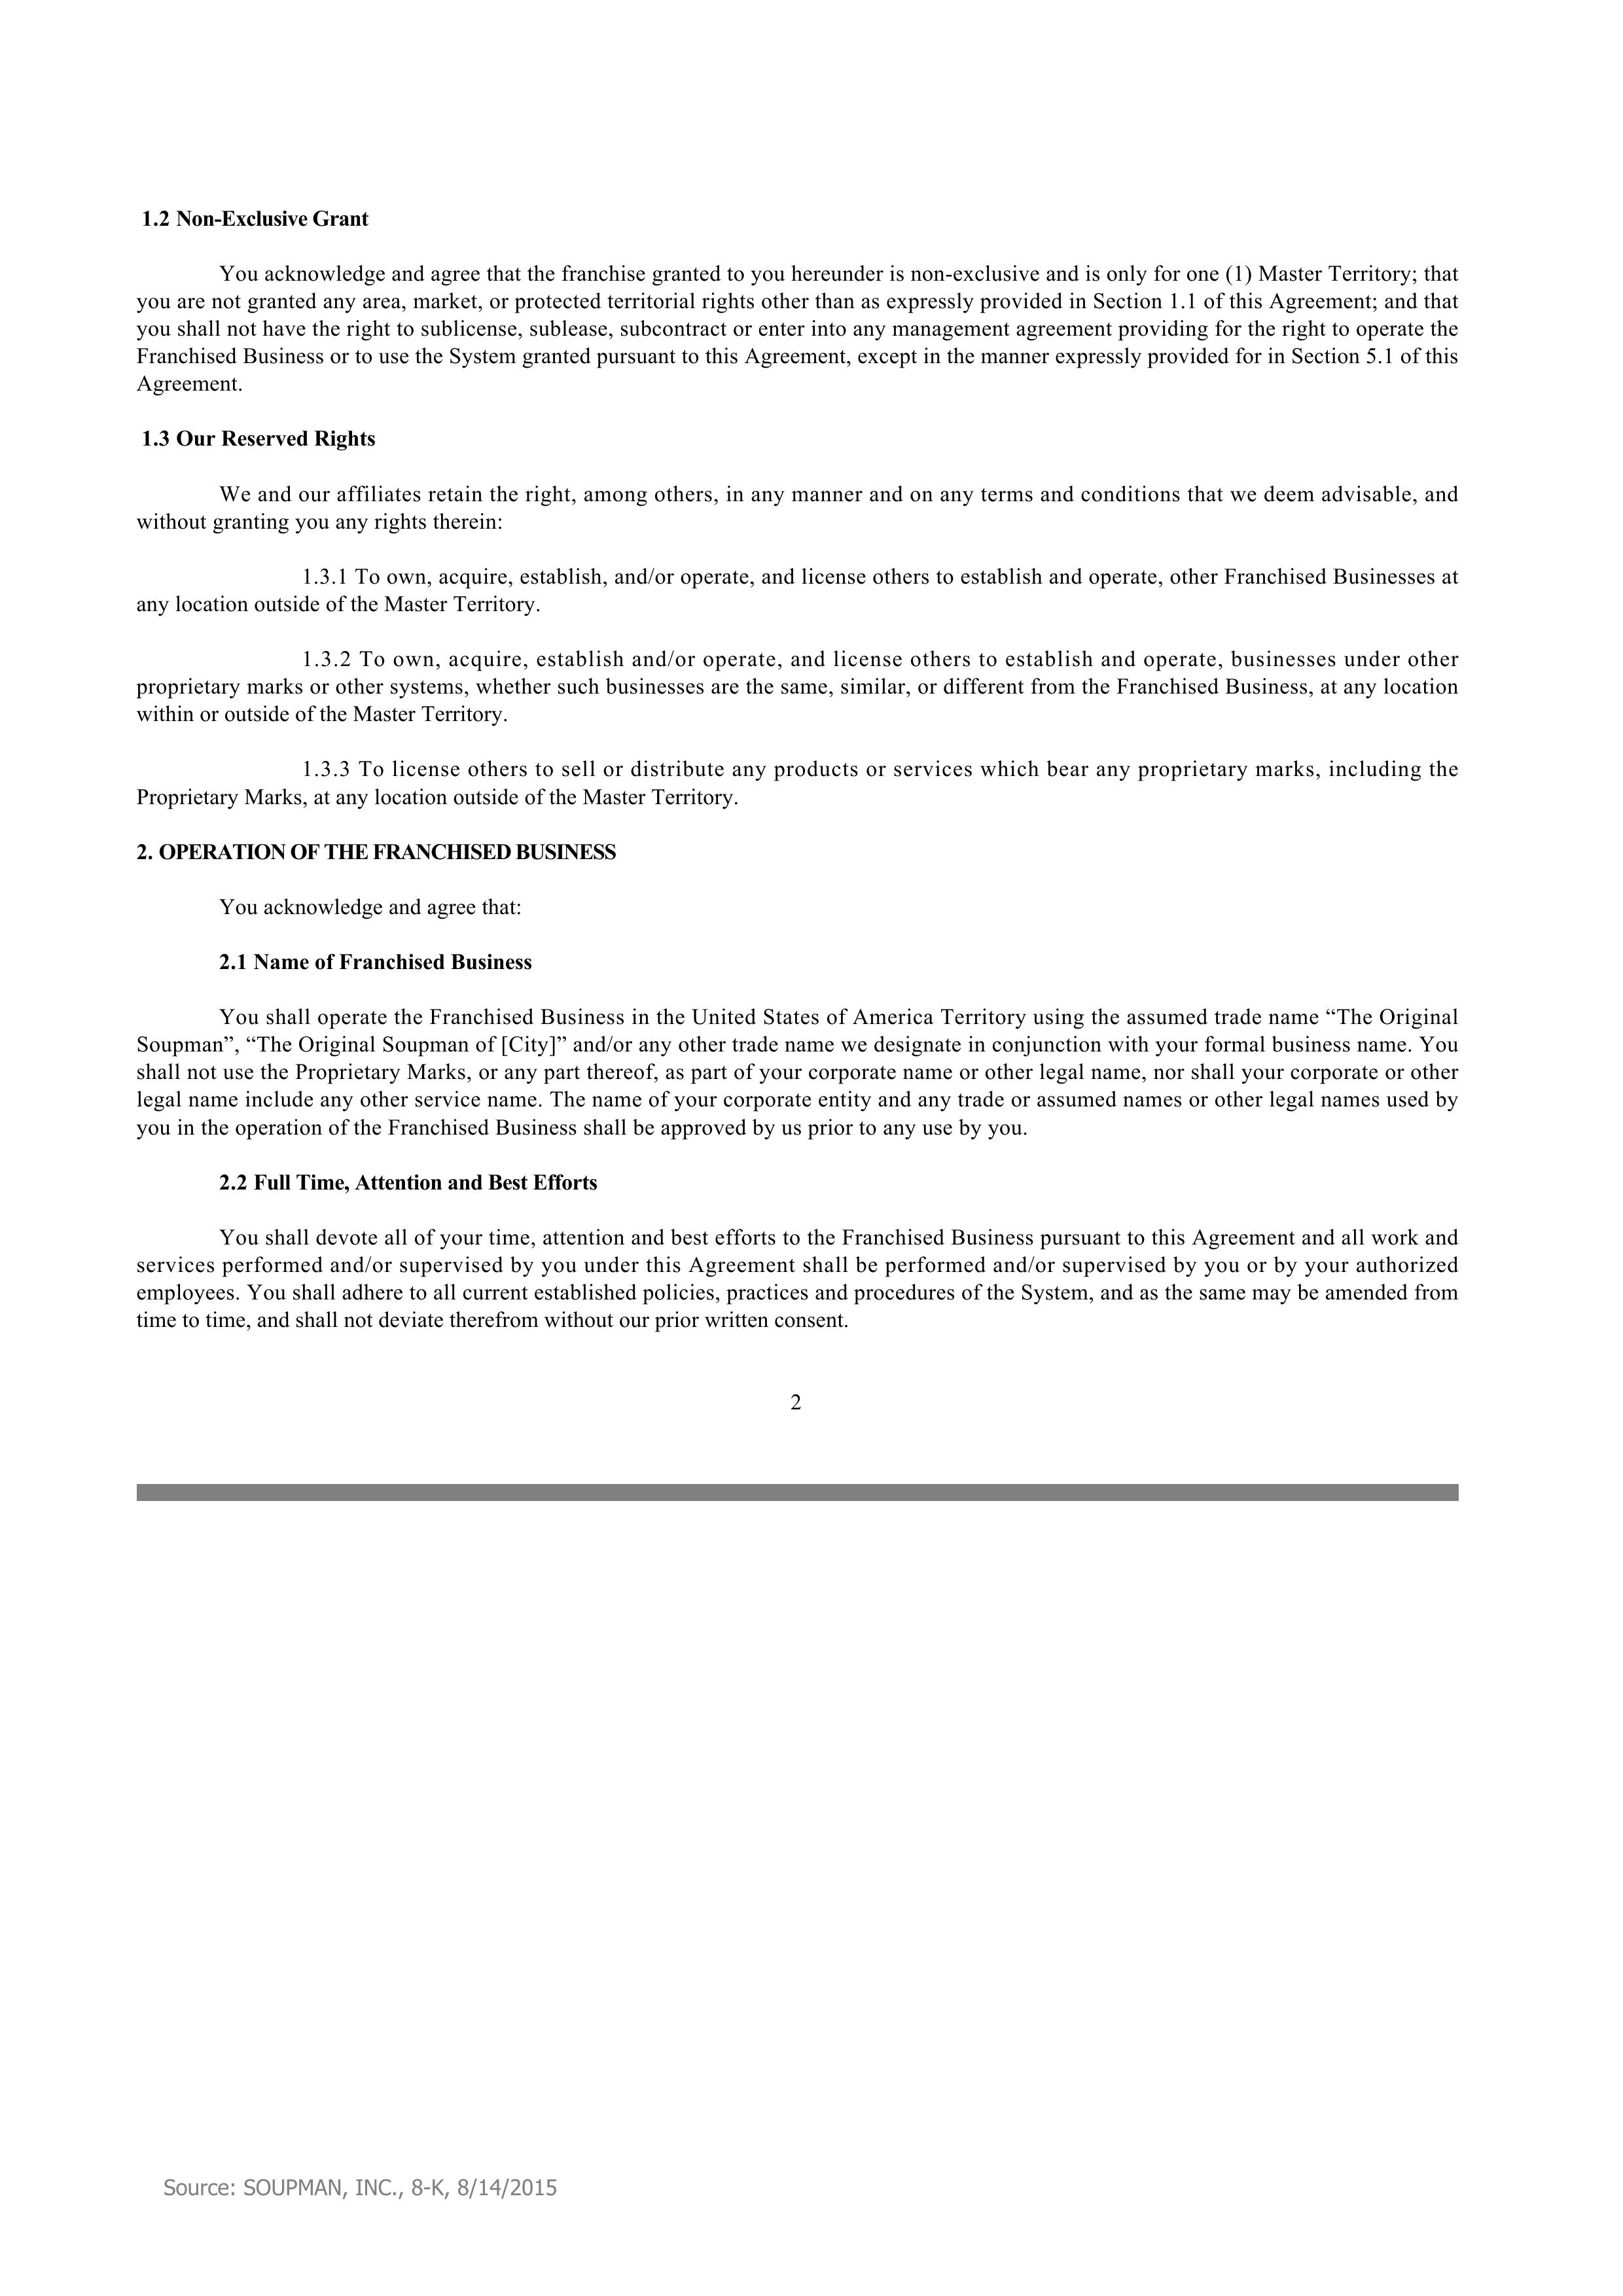 1.2 Non-Exclusive Grant
You acknowledge and agree that the franchise granted to you hereunder is non-exclusive and is only for one (1) Master Territory; that
you are not granted any area, market, or protected territorial rights other than as expressly provided in Section 1.1 of this Agreement; and that
you shall not have the right to sublicense, sublease, subcontract or enter into any management agreement providing for the right to operate the
Franchised Business or to use the System granted pursuant to this Agreement, except in the manner expressly provided for in Section 5.1 of this
Agreement.
1.3 Our Reserved Rights
We and our affiliates retain the right, among others, in any manner and on any terms and conditions that we deem advisable, and
without granting you any rights therein:
1.3.1 To own, acquire, establish, and/or operate, and license others to establish and operate, other Franchised Businesses at
any location outside of the Master Territory.
1.3.2 To own, acquire, establish and/or operate, and license others to establish and operate, businesses under other
proprietary marks or other systems, whether such businesses are the same, similar, or different from the Franchised Business, at any location
within or outside of the Master Territory.
1.3.3 To license others to sell or distribute any products or services which bear any proprietary marks, including the
Proprietary Marks, at any location outside of the Master Territory.
2. OPERATION OF THE FRANCHISED BUSINESS
You acknowledge and agree that:
2.1 Name of Franchised Business
You shall operate the Franchised Business in the United States of America Territory using the assumed trade name “The Original
Soupman”, “The Original Soupman of [City]” and/or any other trade name we designate in conjunction with your formal business name. You
shall not use the Proprietary Marks, or any part thereof, as part of your corporate name or other legal name, nor shall your corporate or other
legal name include any other service name. The name of your corporate entity and any trade or assumed names or other legal names used by
you in the operation of the Franchised Business shall be approved by us prior to any use by you.
2.2 Full Time, Attention and Best Efforts
You shall devote all of your time, attention and best efforts to the Franchised Business pursuant to this Agreement and all work and
services performed and/or supervised by you under this Agreement shall be performed and/or supervised by you or by your authorized
employees. You shall adhere to all current established policies, practices and procedures of the System, and as the same may be amended from
time to time, and shall not deviate therefrom without our prior written consent.
2
Source: SOUPMAN, INC., 8-K, 8/14/2015